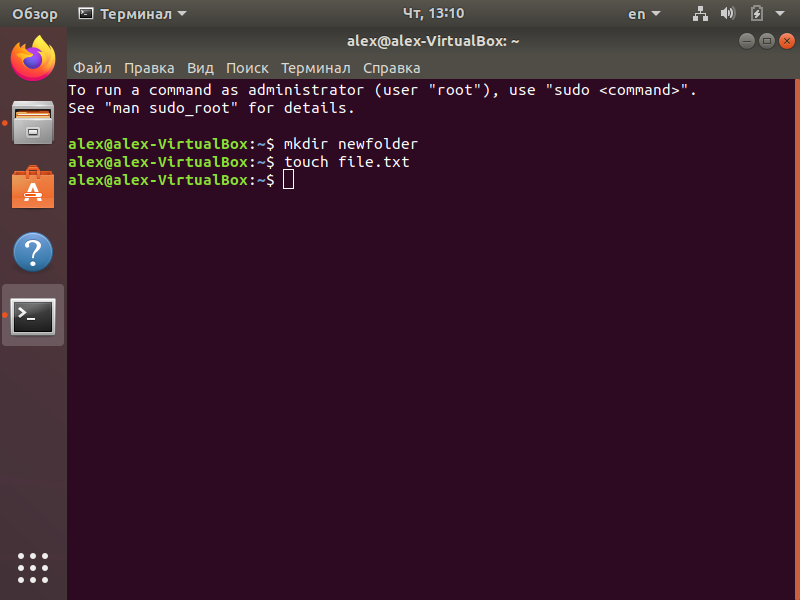 Обзор Терминал Чт, 13:10 en
alex@alex-VirtualBox: ~
Файл Правка Вид Поиск Терминал Справка
To run a command as administrator (user "root"), use "sudo <command>".
See "man sudo_root" for details.
alex@alex-VirtualBox:~$ mkdir newfolder
alex@alex-VirtualBox:~$ touch file.txt
alex@alex-VirtualBox:~$